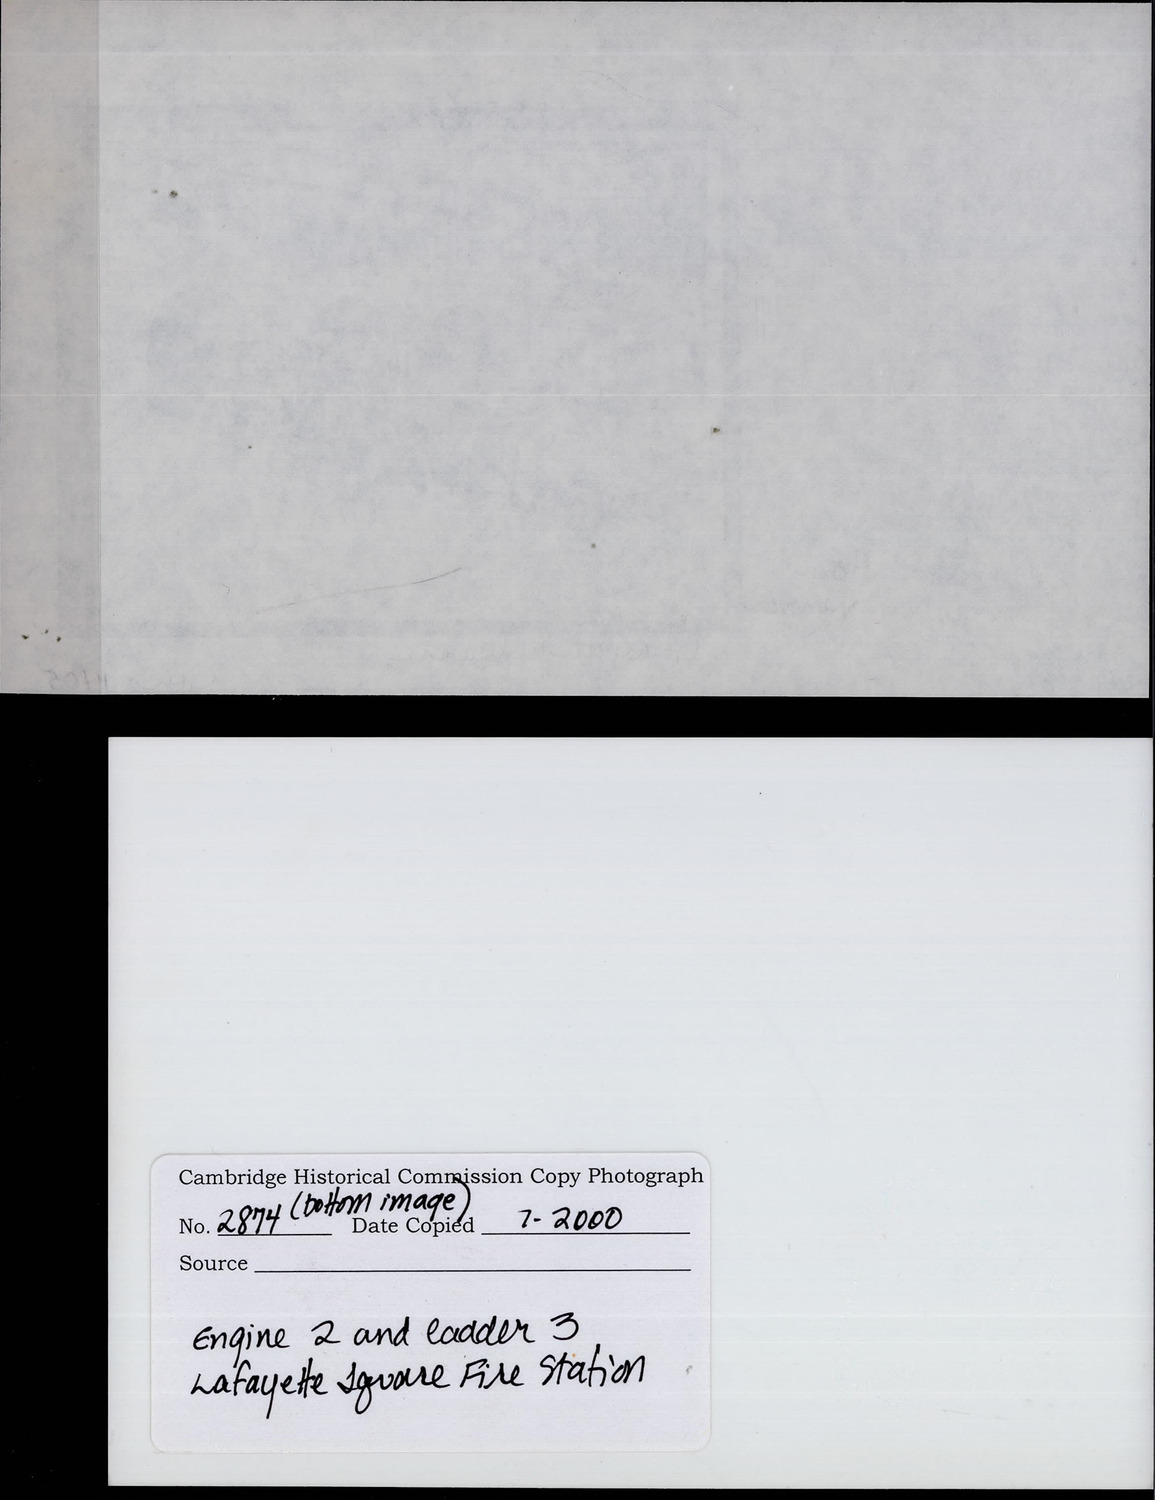 Cambridge Historical Commission Copy Photograph
No. 2874 (bottom image) Date Copied 7-2000
Source
Engine 2 and ladder 3
Lafayette Square Fire Station